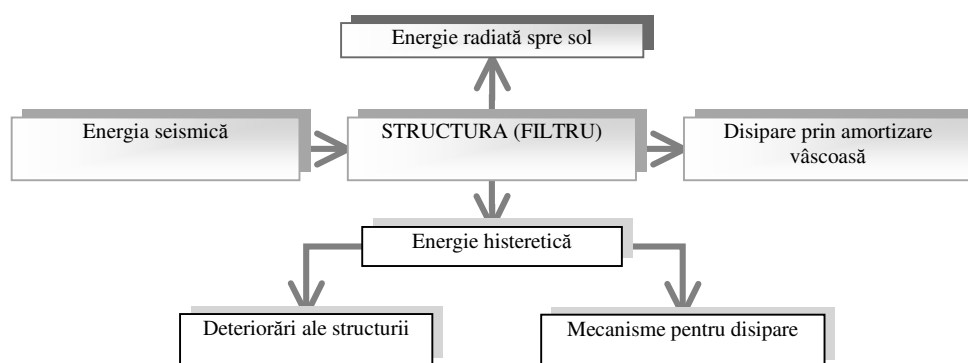 Energie radiată spre sol
Energia seismică
STRUCTURA (FILTRU)
Disipare prin amortizare
vâscoasă
Energie histeretică
Deteriorări ale structurii
Mecanisme pentru disipare